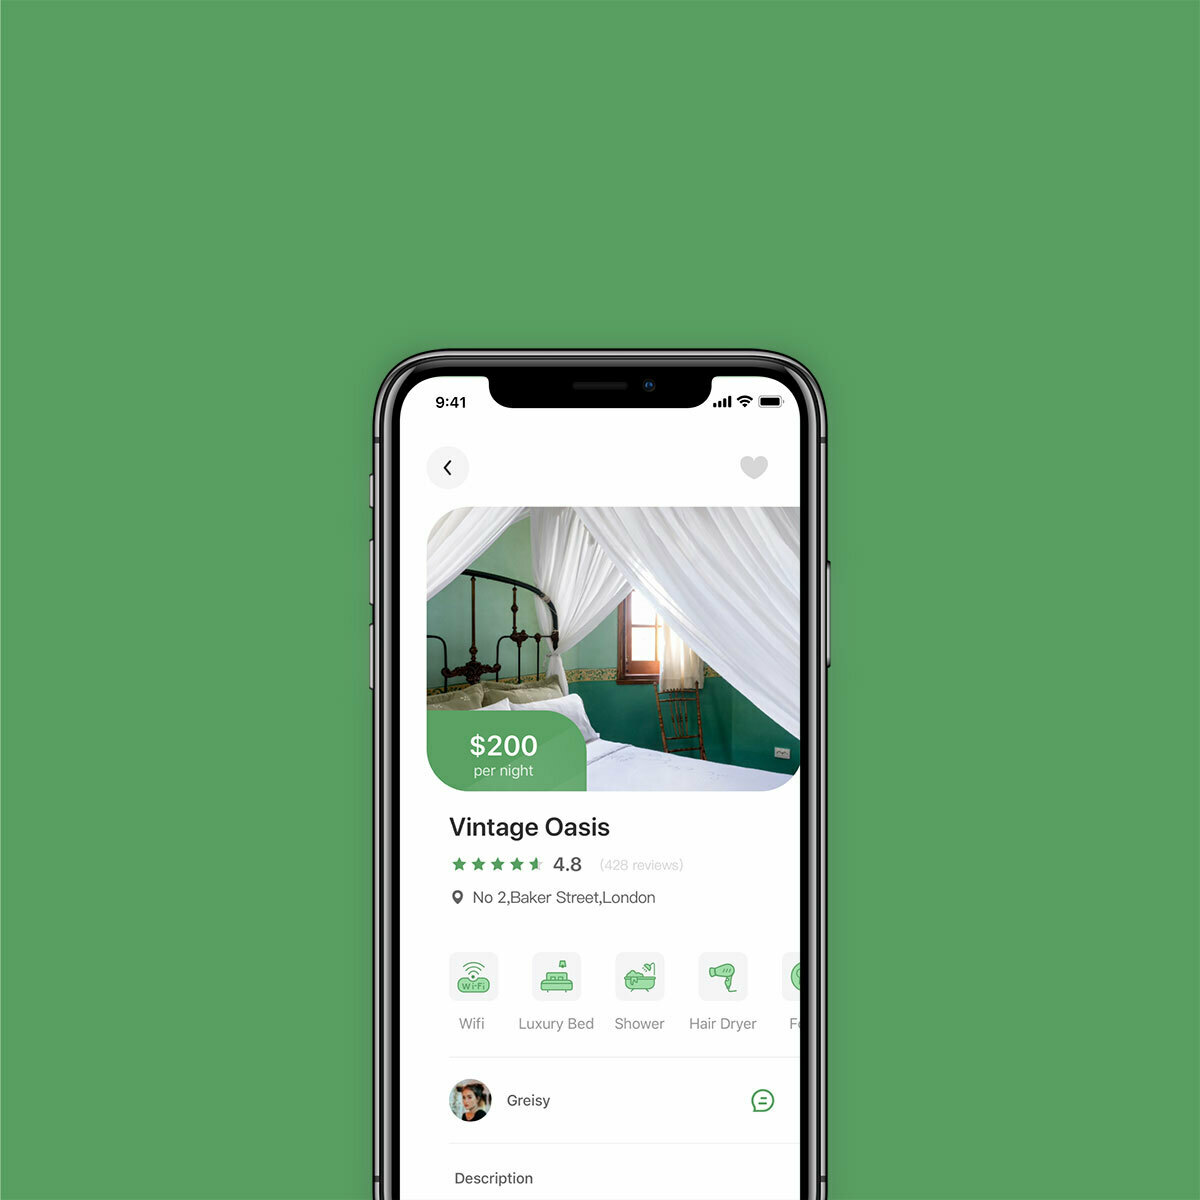 9:41
$200
per night
Vintage Oasis
4.8 (428 reviews)
No 2,Baker Street,London
Wi-Fi
Wifi Luxury Bed Shower Hair Dryer
Greisy
Description